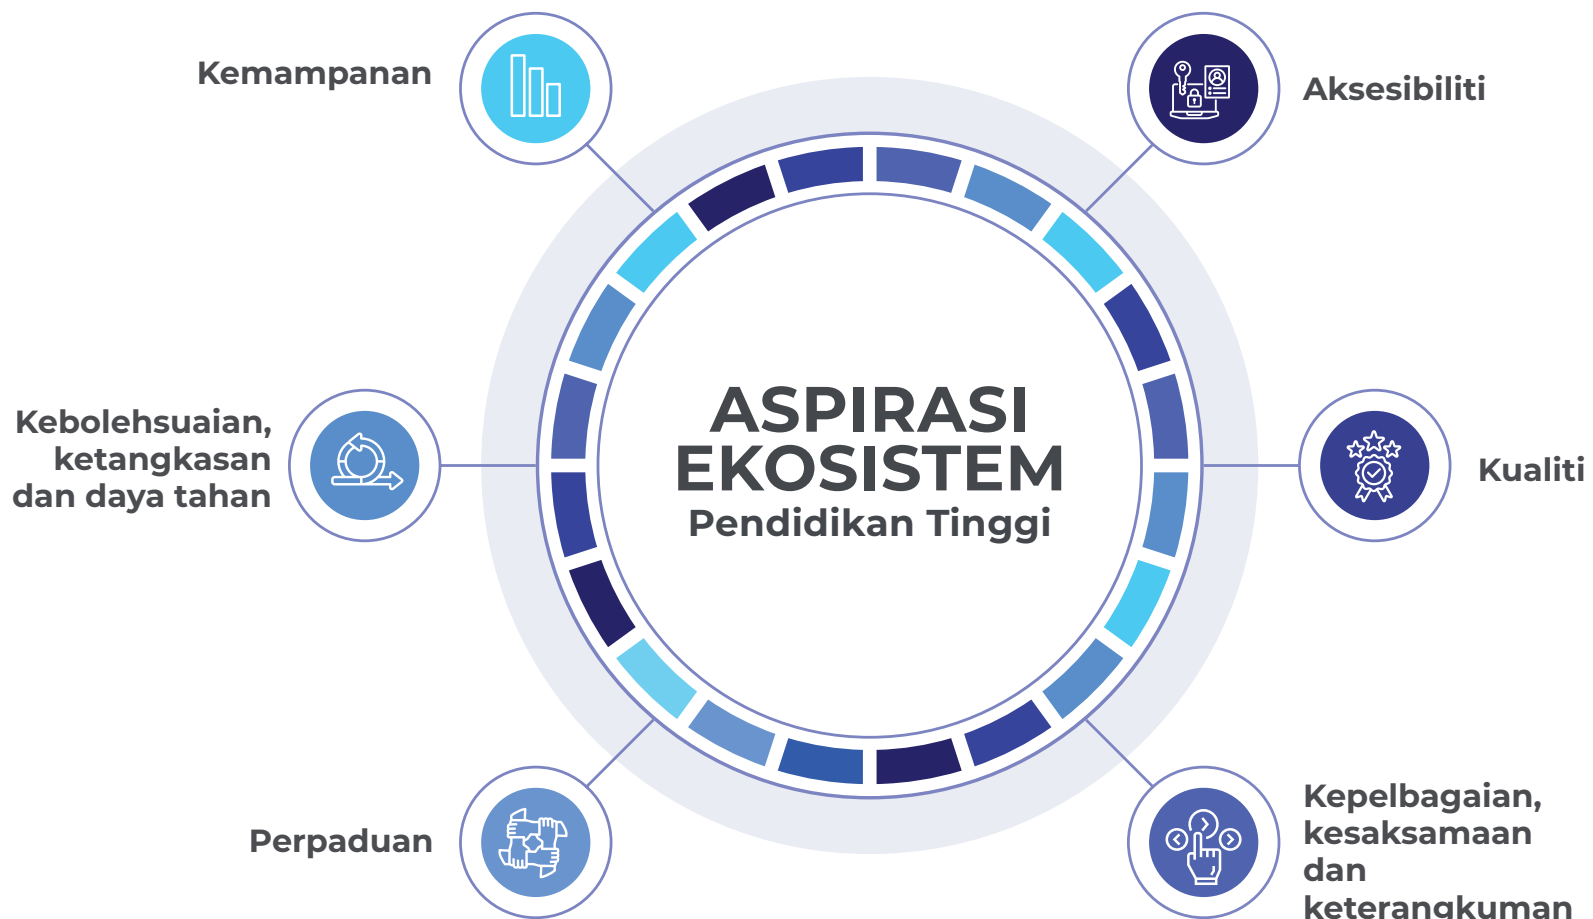 Kemampanan
Aksesibiliti
ASPIRASI
EKOSISTEM
Pendidikan Tinggi
Kebolehsuaian,
ketangkasan
dan daya tahan
Kualiti
Perpaduan
Kepelbagaian,
kesaksamaan
dan
keterangkuman